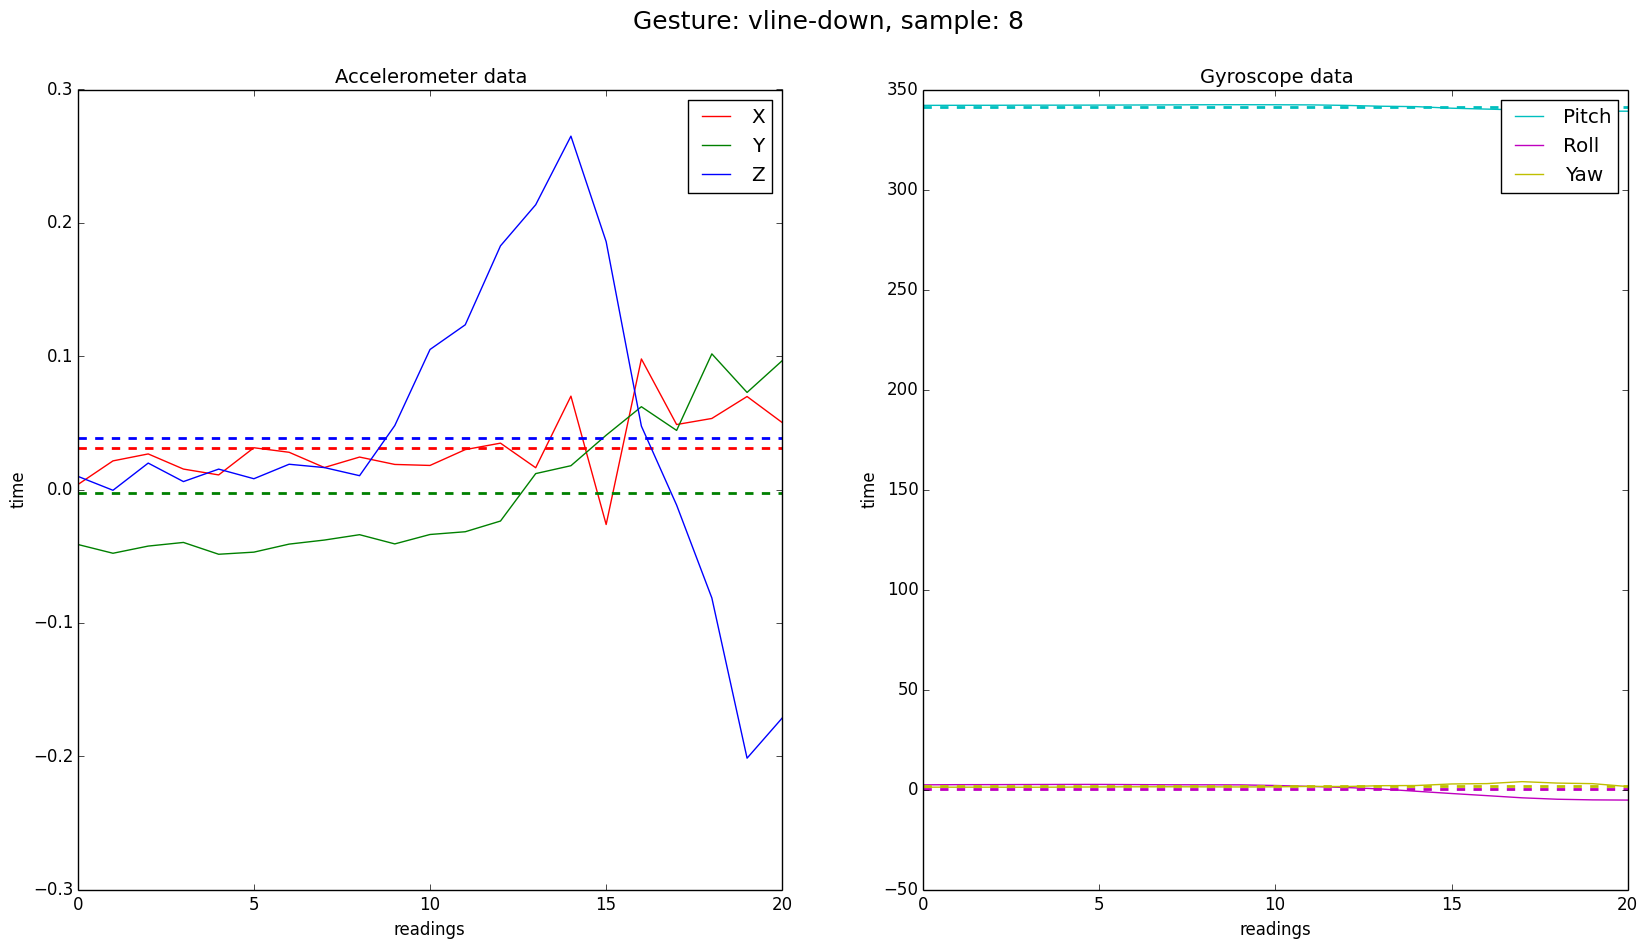 Gesture: vline-down, sample: 8
Accelerometer data
0.3
0.2
0.1
0.0
−0.1
−0.2
−0.3
time
0 5 10 15 20
readings
X
Y
Z
Gyroscope data
350
300
250
200
150
100
50
0
−50
time
0 5 10 15 20
readings
Pitch
Roll
Yaw